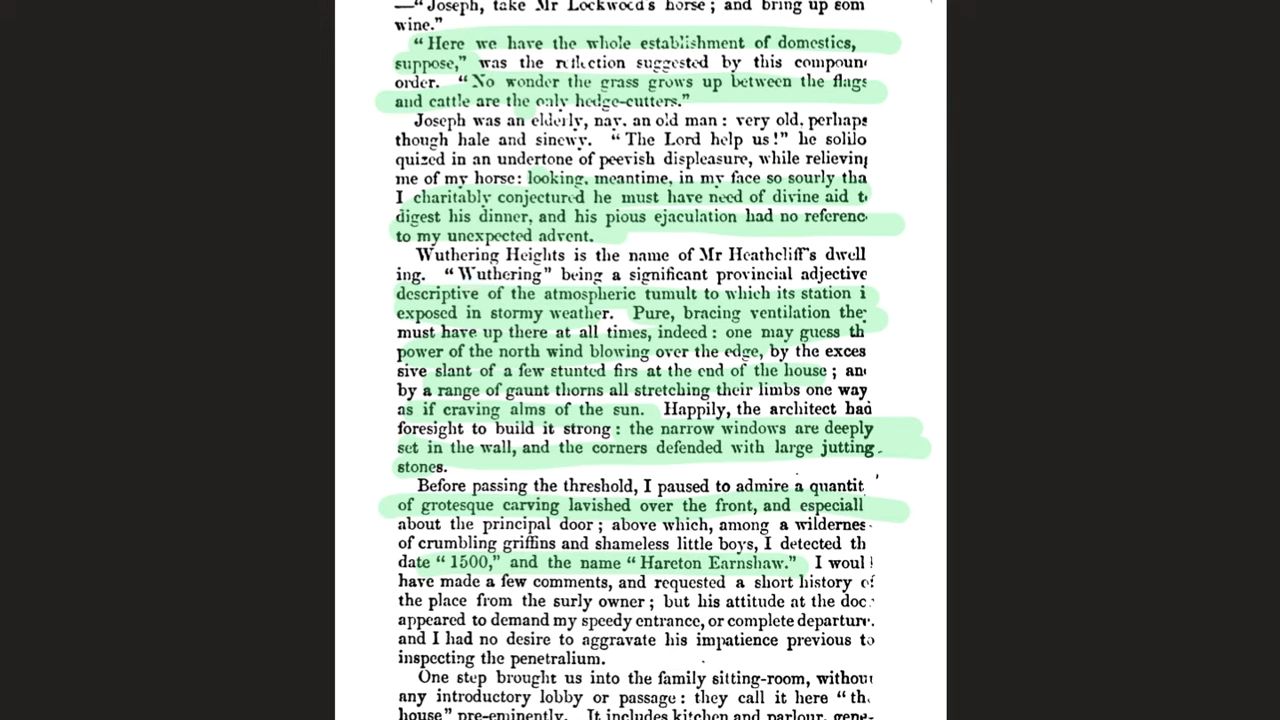 —“Joseph, take Mr Lockwood's horse; and bring up som
wine.”
“Here we have the whole establishment of domestics,
suppose,” was the reflection suggested by this compoun
order. “No wonder the grass grows up between the flags
and cattle are the only hedge-cutters.”
Joseph was an elderly, nay, an old man: very old, perhaps
though hale and sinewy. “The Lord help us!” he solilo
quized in an undertone of peevish displeasure, while relieving
me of my horse: looking, meantime, in my face so sourly tha
I charitably conjectured he must have need of divine aid t
digest his dinner, and his pious ejaculation had no referenc
to my unexpected advent.
Wuthering Heights is the name of Mr Heathcliff's dwell
ing. “Wuthering” being a significant provincial adjective
descriptive of the atmospheric tumult to which its station i
exposed in stormy weather. Pure, bracing ventilation they
must have up there at all times, indeed: one may guess th
power of the north wind blowing over the edge, by the exces
sive slant of a few stunted firs at the end of the house; an
by a range of gaunt thorns all stretching their limbs one way
as if craving alms of the sun. Happily, the architect had
foresight to build it strong: the narrow windows are deeply
set in the wall, and the corners defended with large jutting
stones.
Before passing the threshold, I paused to admire a quantit
of grotesque carving lavished over the front, and especiall
about the principal door; above which, among a wildernes
of crumbling griffins and shameless little boys, I detected th
date “1500,” and the name “Hareton Earnshaw.” I woul
have made a few comments, and requested a short history of
the place from the surly owner; but his attitude at the doo
appeared to demand my speedy entrance, or complete departure.
and I had no desire to aggravate his impatience previous to
inspecting the penetralium.
One step brought us into the family sitting-room, without
any introductory lobby or passage: they call it here “th
house” pre-eminently. It includes kitchen and parlour, gene-